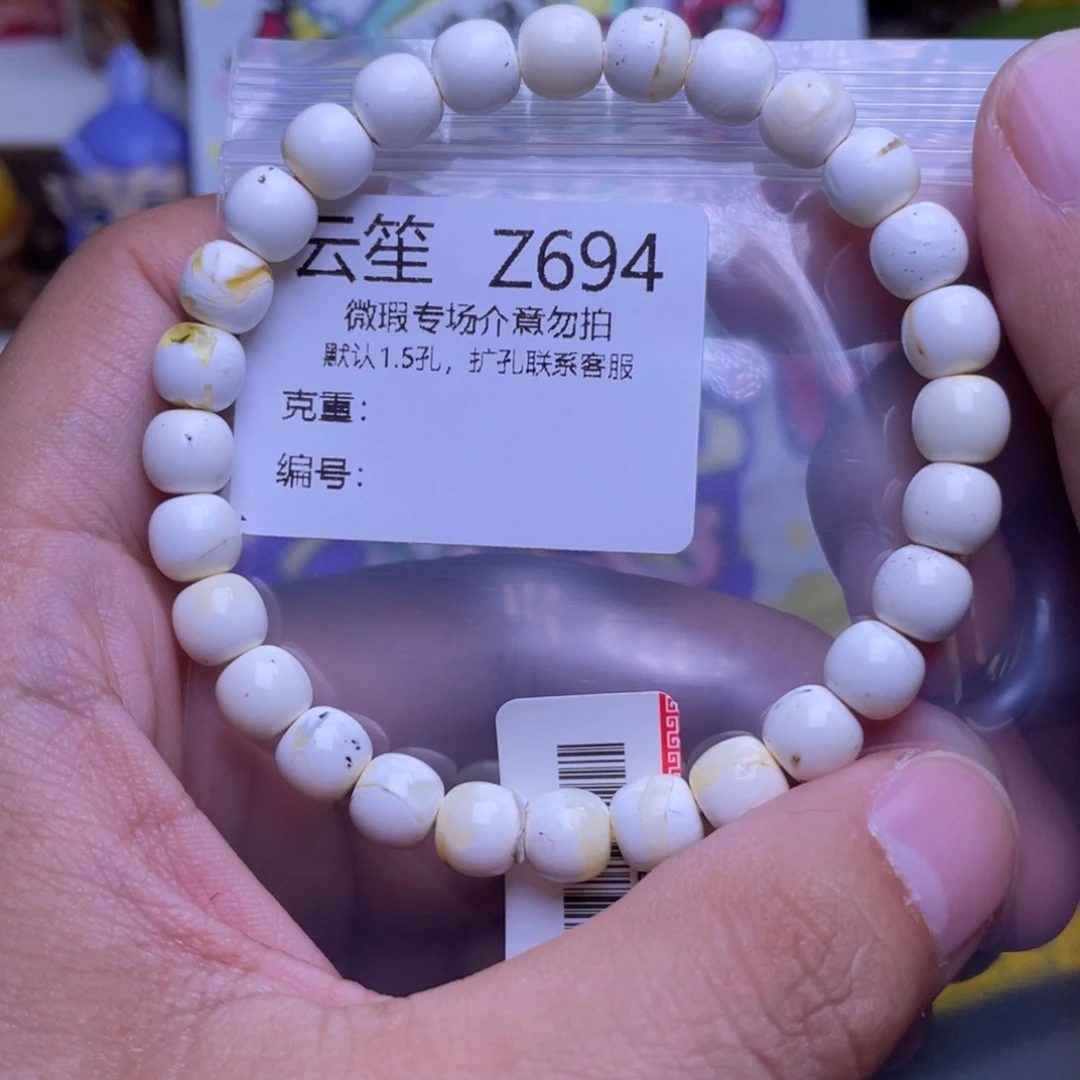 云笙 Z694
微瑕专场介意勿拍
默认1.5孔，扩孔联系客服
克重：
编号：